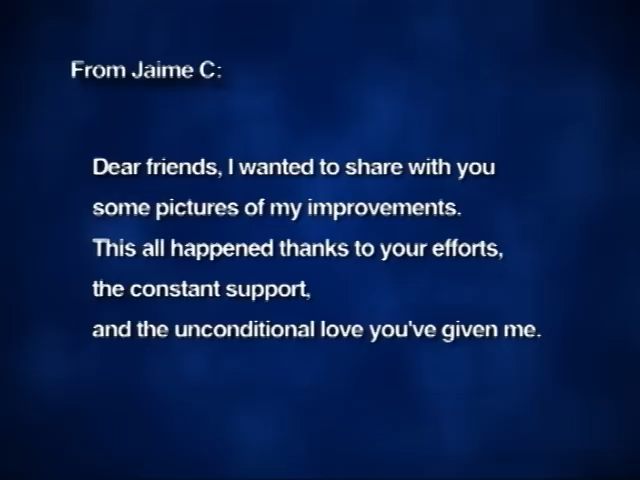 From Jaime C:
Dear friends, I wanted to share with you
some pictures of my improvements.
This all happened thanks to your efforts,
the constant support,
and the unconditional love you've given me.